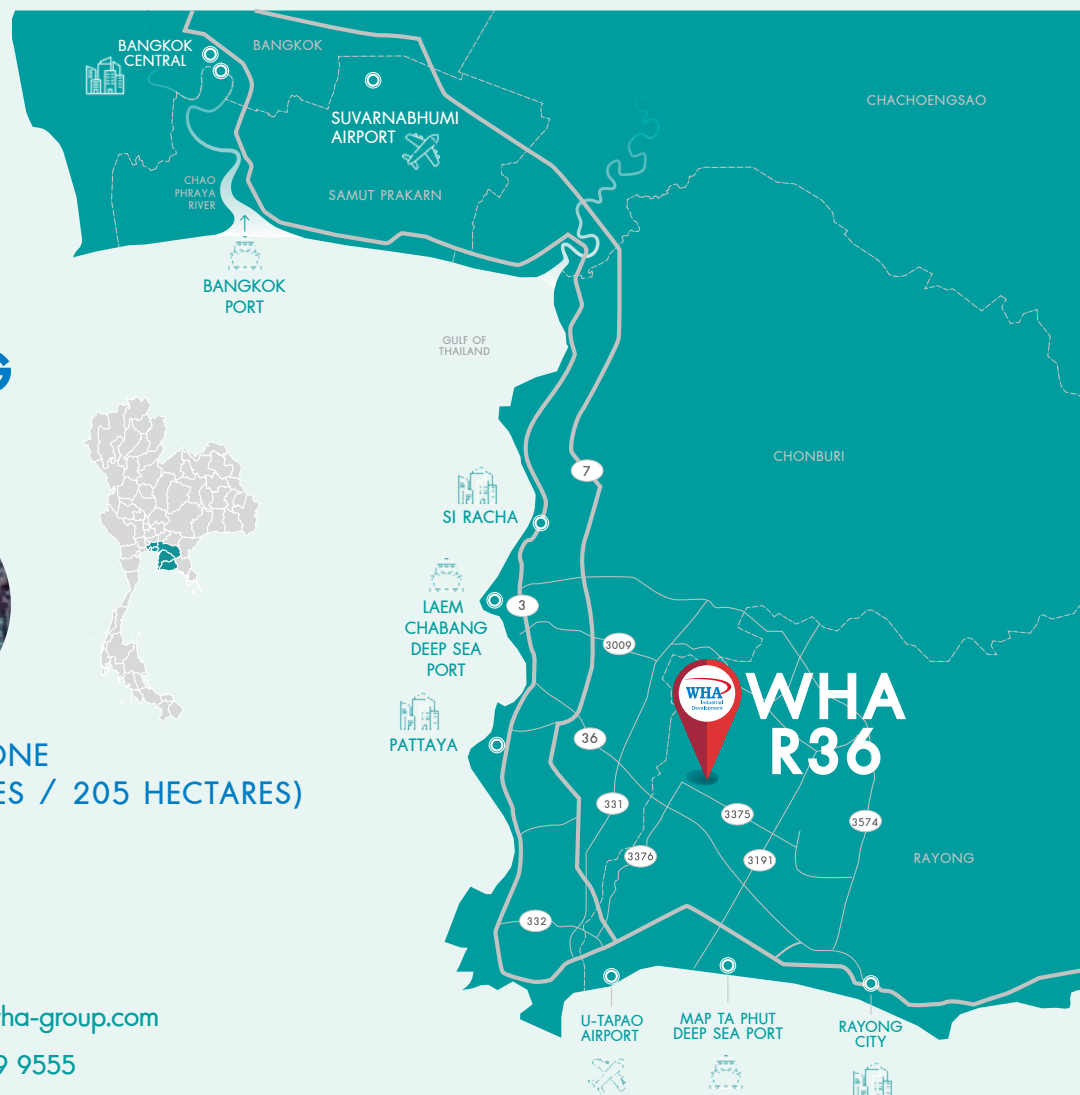 BANGKOK
CENTRAL
BANGKOK
SUVARNABHUMI
AIRPORT
CHACHOENGSAO
CHAO
PHRAYA
RIVER
SAMUT PRAKARN
BANGKOK
PORT
GULF OF
THAILAND
G
CHONBURI
7
SI RACHA
LAEM
CHABANG
DEEP SEA
PORT
3
3009
WHA
Industrial
Development
WHA
R36
PATTAYA
36
ONE
ES / 205 HECTARES)
331
3375
3574
3376
3191
RAYONG
332
ha-group.com
9 9555
U-TAPAO
AIRPORT
MAP TA PHUT
DEEP SEA PORT
RAYONG
CITY